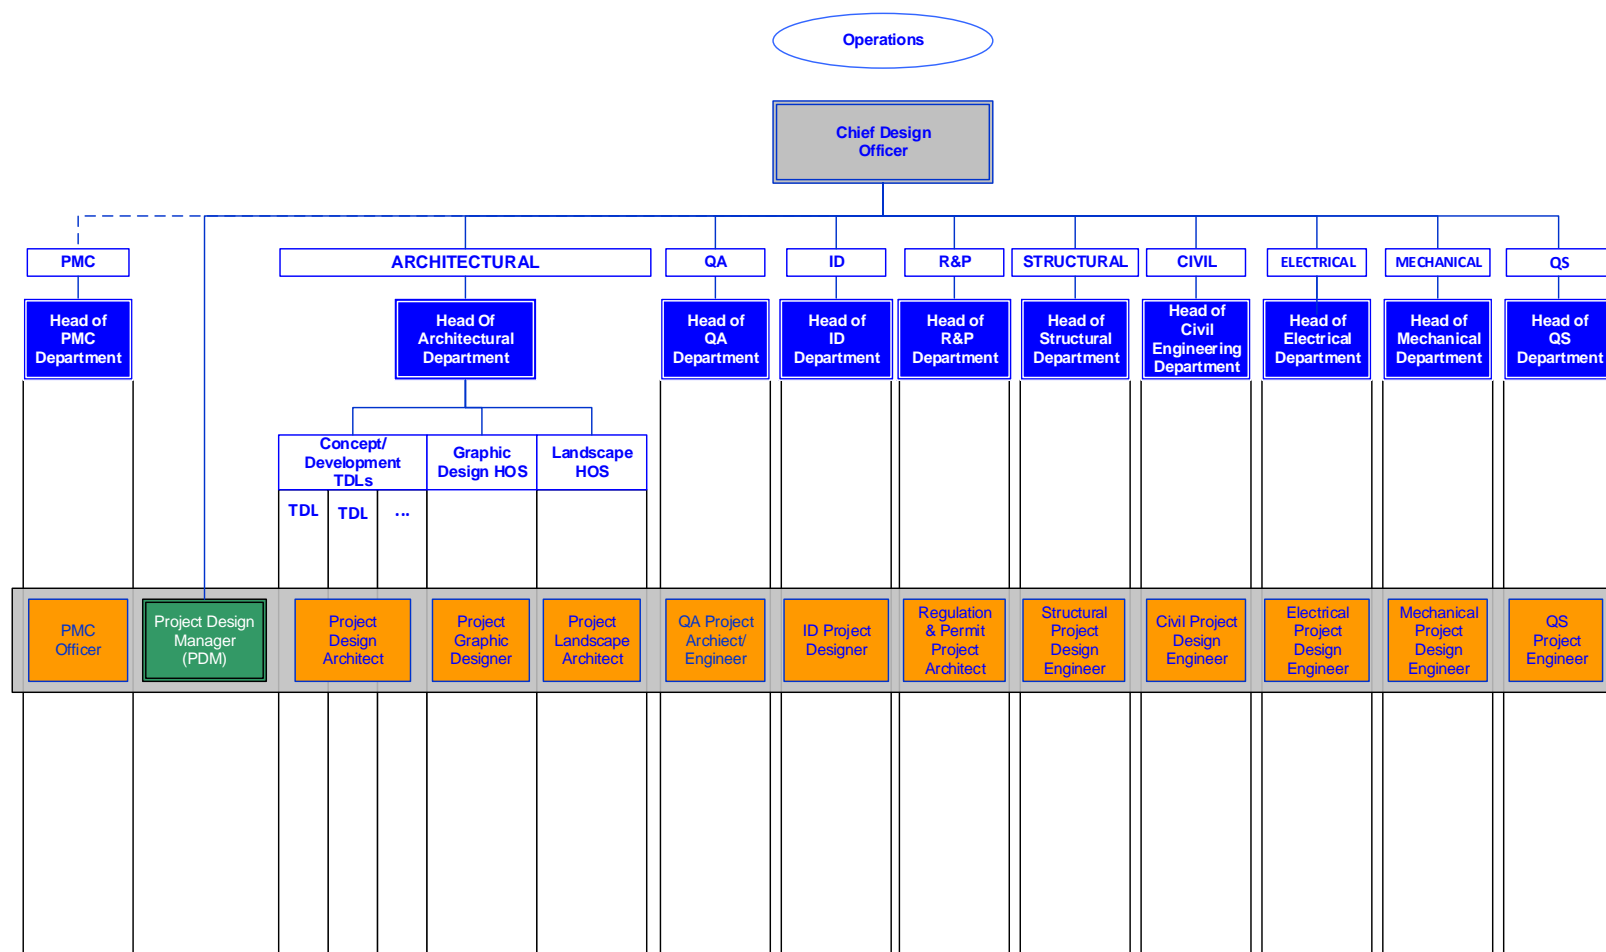 Operations
Chief Design
Officer
PMC
ARCHITECTURAL
QA
ID
R&P
STRUCTURAL
CIVIL
ELECTRICAL
MECHANICAL
QS
Head of
PMC
Department
Head Of
Architectural
Department
Head of
QA
Department
Head of
ID
Department
Head of
R&P
Department
Head of
Structural
Department
Head of
Civil
Engineering
Department
Head of
Electrical
Department
Head of
Mechanical
Department
Head of
QS
Department
Concept/
Development
TDLs
Graphic
Design HOS
Landscape
HOS
TDL
TDL
...
PMC
Officer
Project Design
Manager
(PDM)
Project
Design
Architect
Project
Graphic
Designer
Project
Landscape
Architect
QA Project
Archiect/
Engineer
ID Project
Designer
Regulation
& Permit
Project
Architect
Structural
Project
Design
Engineer
Civil Project
Design
Engineer
Electrical
Project
Design
Engineer
Mechanical
Project
Design
Engineer
QS
Project
Engineer